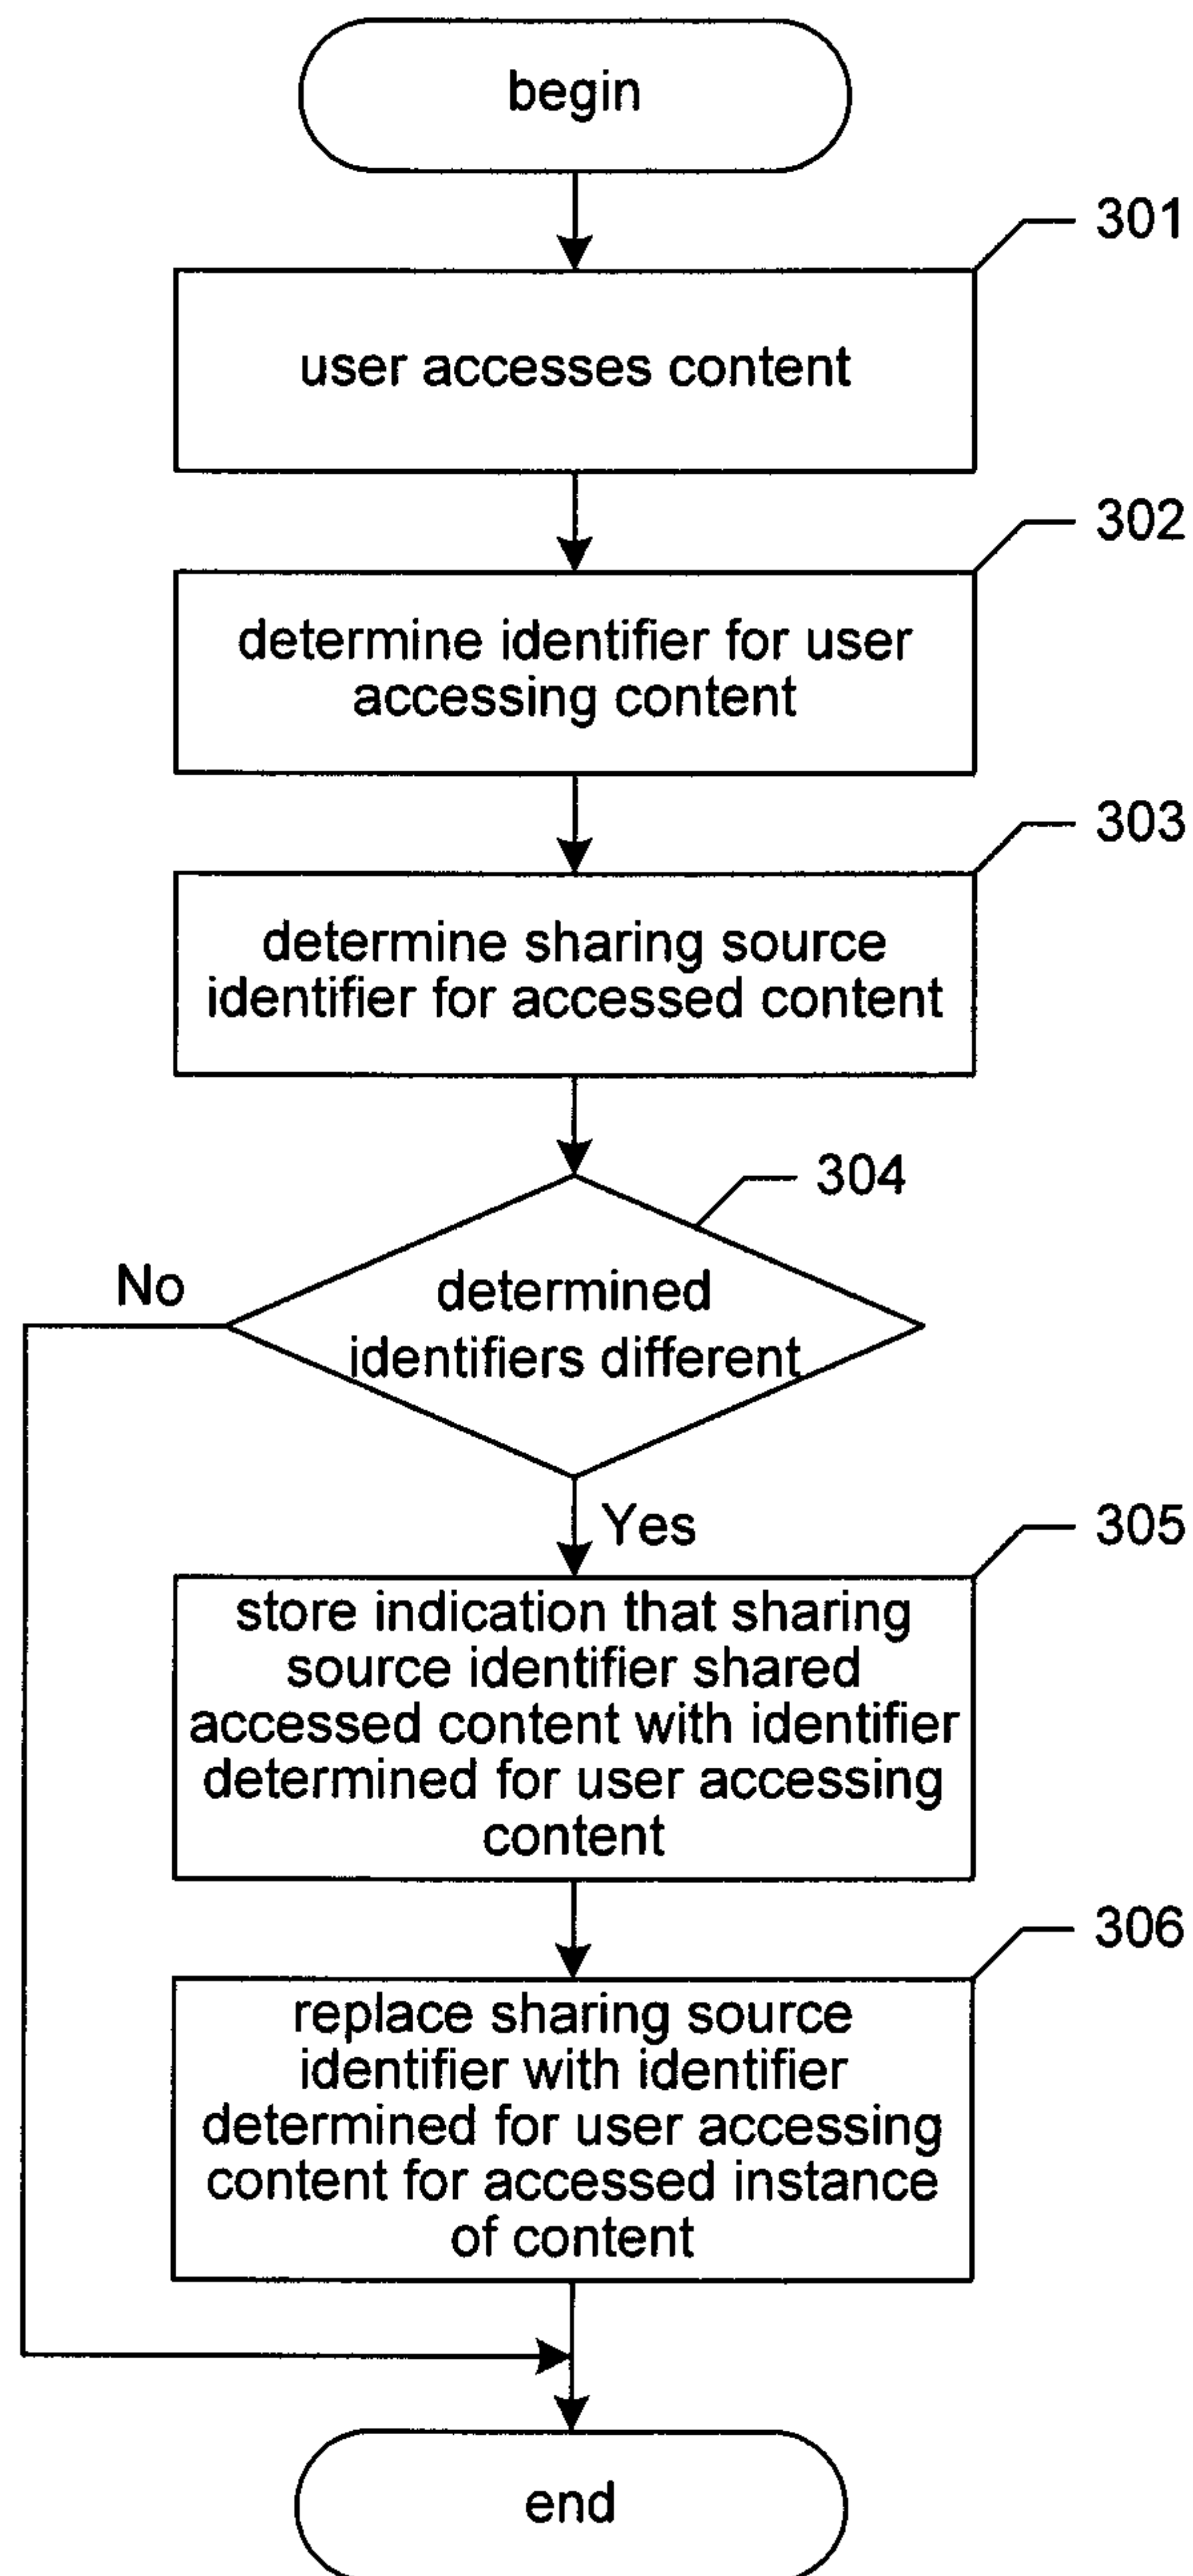 begin
301
user accesses content
302
determine identifier for user
accessing content
303
determine sharing source
identifier for accessed content
304
No
determined
identifiers different
Yes
305
store indication that sharing
source identifier shared
accessed content with identifier
determined for user accessing
content
306
replace sharing source
identifier with identifier
determined for user accessing
content for accessed instance
of content
end